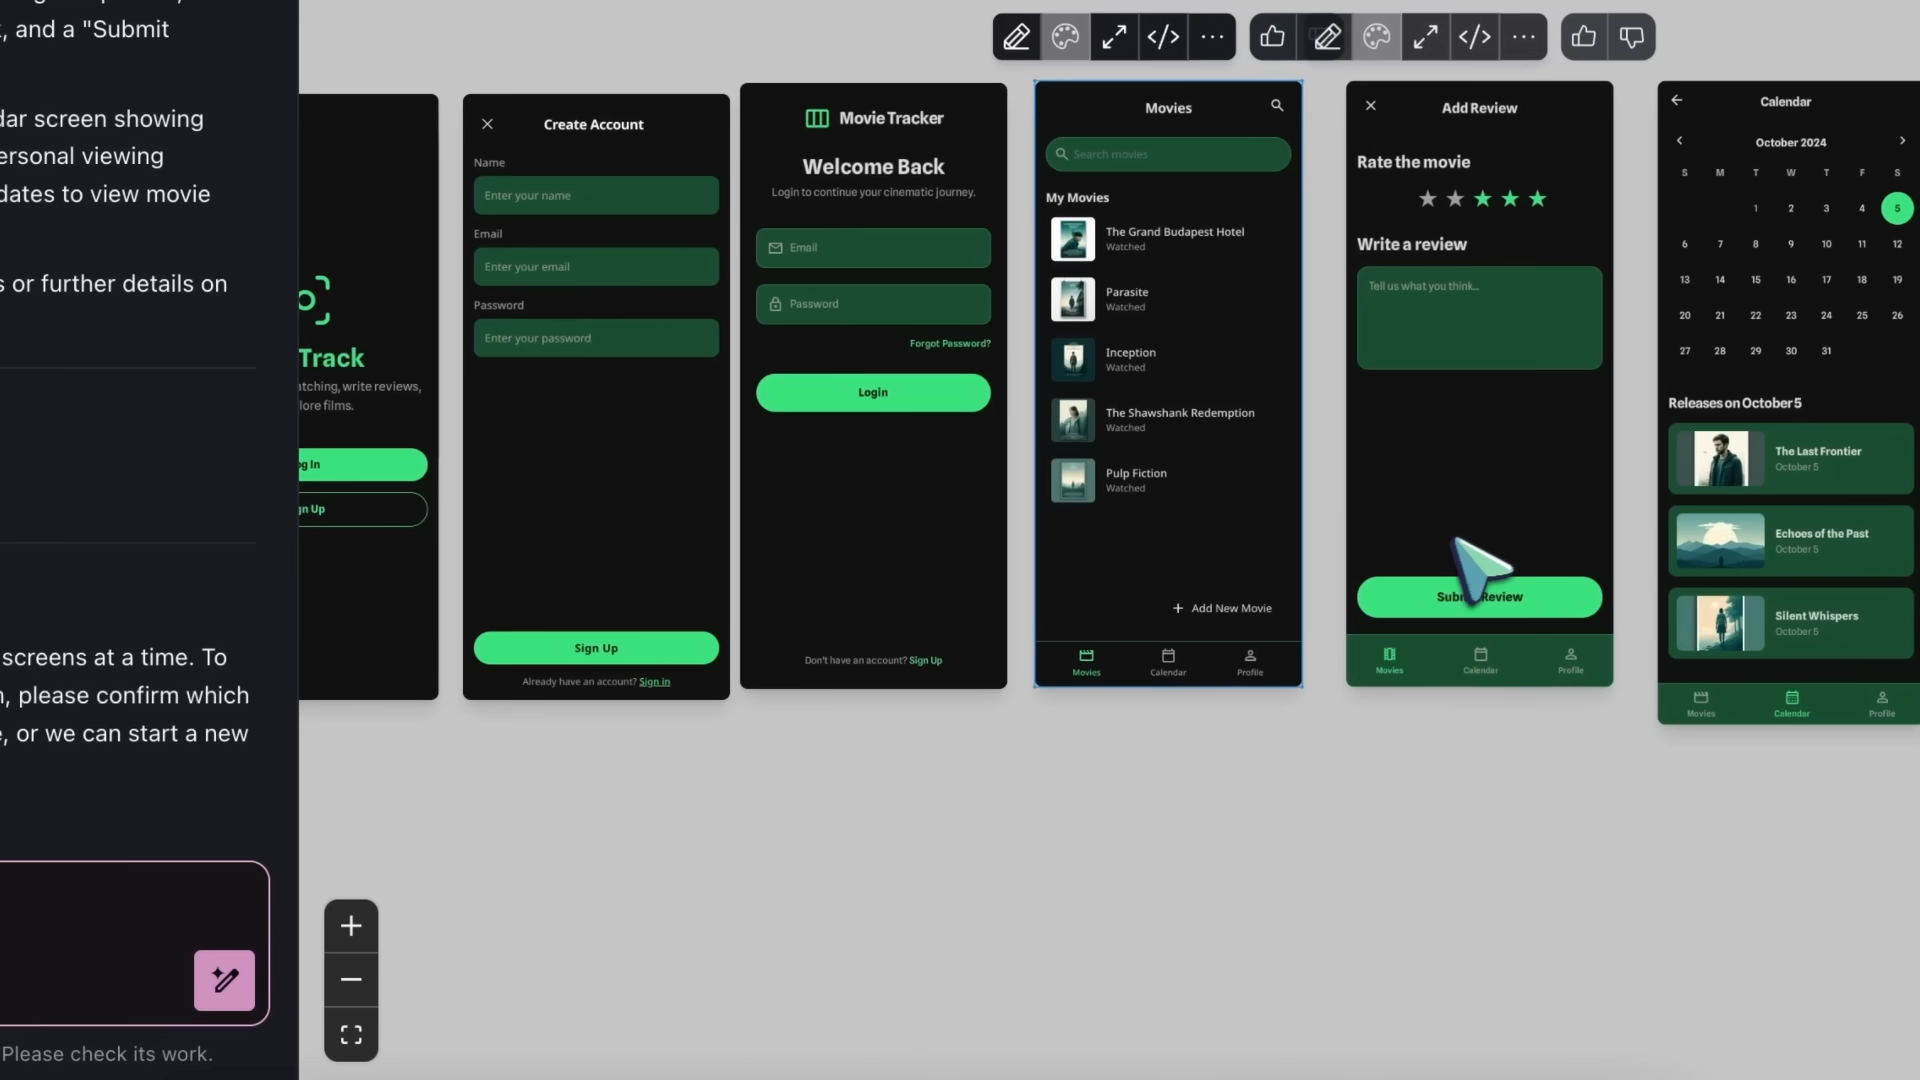 , and a "Submit
dar screen showing
ersonal viewing
dates to view movie
s or further details on
screens at a time. To
n, please confirm which
e, or we can start a new
Please check its work.
Track
tching, write reviews,
lore films.
g In
gn Up
Create Account
Name
Enter your name
Email
Enter your email
Password
Enter your password
Sign Up
Already have an account? Sign in
Movie Tracker
Welcome Back
Login to continue your cinematic journey.
Email
Password
Forgot Password?
Login
Don't have an account? Sign Up
Movies
Search movies
My Movies
The Grand Budapest Hotel
Watched
Parasite
Watched
Inception
Watched
The Shawshank Redemption
Watched
Pulp Fiction
Watched
+ Add New Movie
Movies Calendar Profile
Add Review
Rate the movie
Write a review
Tell us what you think...
Submit Review
Movies Calendar Profile
Calendar
October 2024
S M T W T F S
1 2 3 4 5
6 7 8 9 10 11 12
13 14 15 16 17 18 19
20 21 22 23 24 25 26
27 28 29 30 31
Releases on October 5
The Last Frontier
October 5
Echoes of the Past
October 5
Silent Whispers
October 5
Movies Calendar Profile